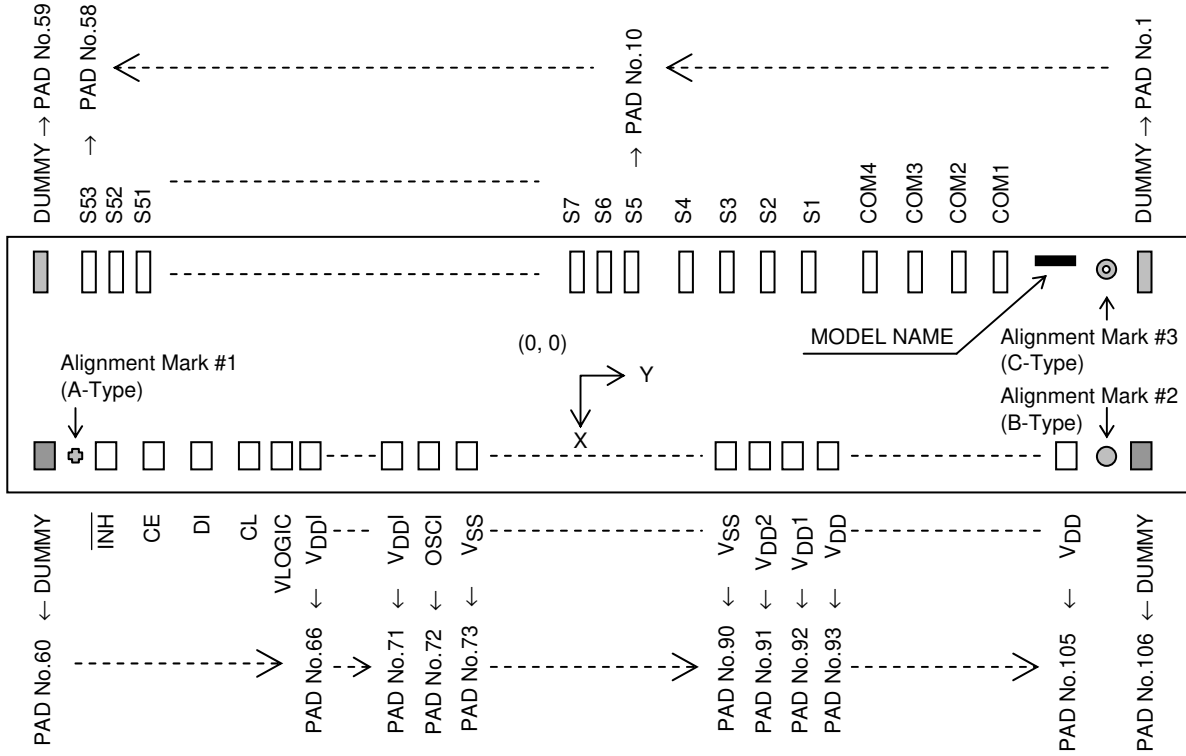 DUMMY → PAD No.59
S53 → PAD No.58
S52
S51
S7
S6
S5 → PAD No.10
S4
S3
S2
S1
COM4
COM3
COM2
COM1
DUMMY → PAD No.1
MODEL NAME
Alignment Mark #3
(C-Type)
Alignment Mark #1
(A-Type)
(0, 0)
Y
X
Alignment Mark #2
(B-Type)
PAD No.60 ← DUMMY
INH
CE
DI
CL
VLOGIC
PAD No.66 ← VDDI
PAD No.71 ← VDDI
PAD No.72 ← OSCI
PAD No.73 ← VSS
PAD No.90 ← VSS
PAD No.91 ← VDD2
PAD No.92 ← VDD1
PAD No.93 ← VDD
PAD No.105 ← VDD
PAD No.106 ← DUMMY